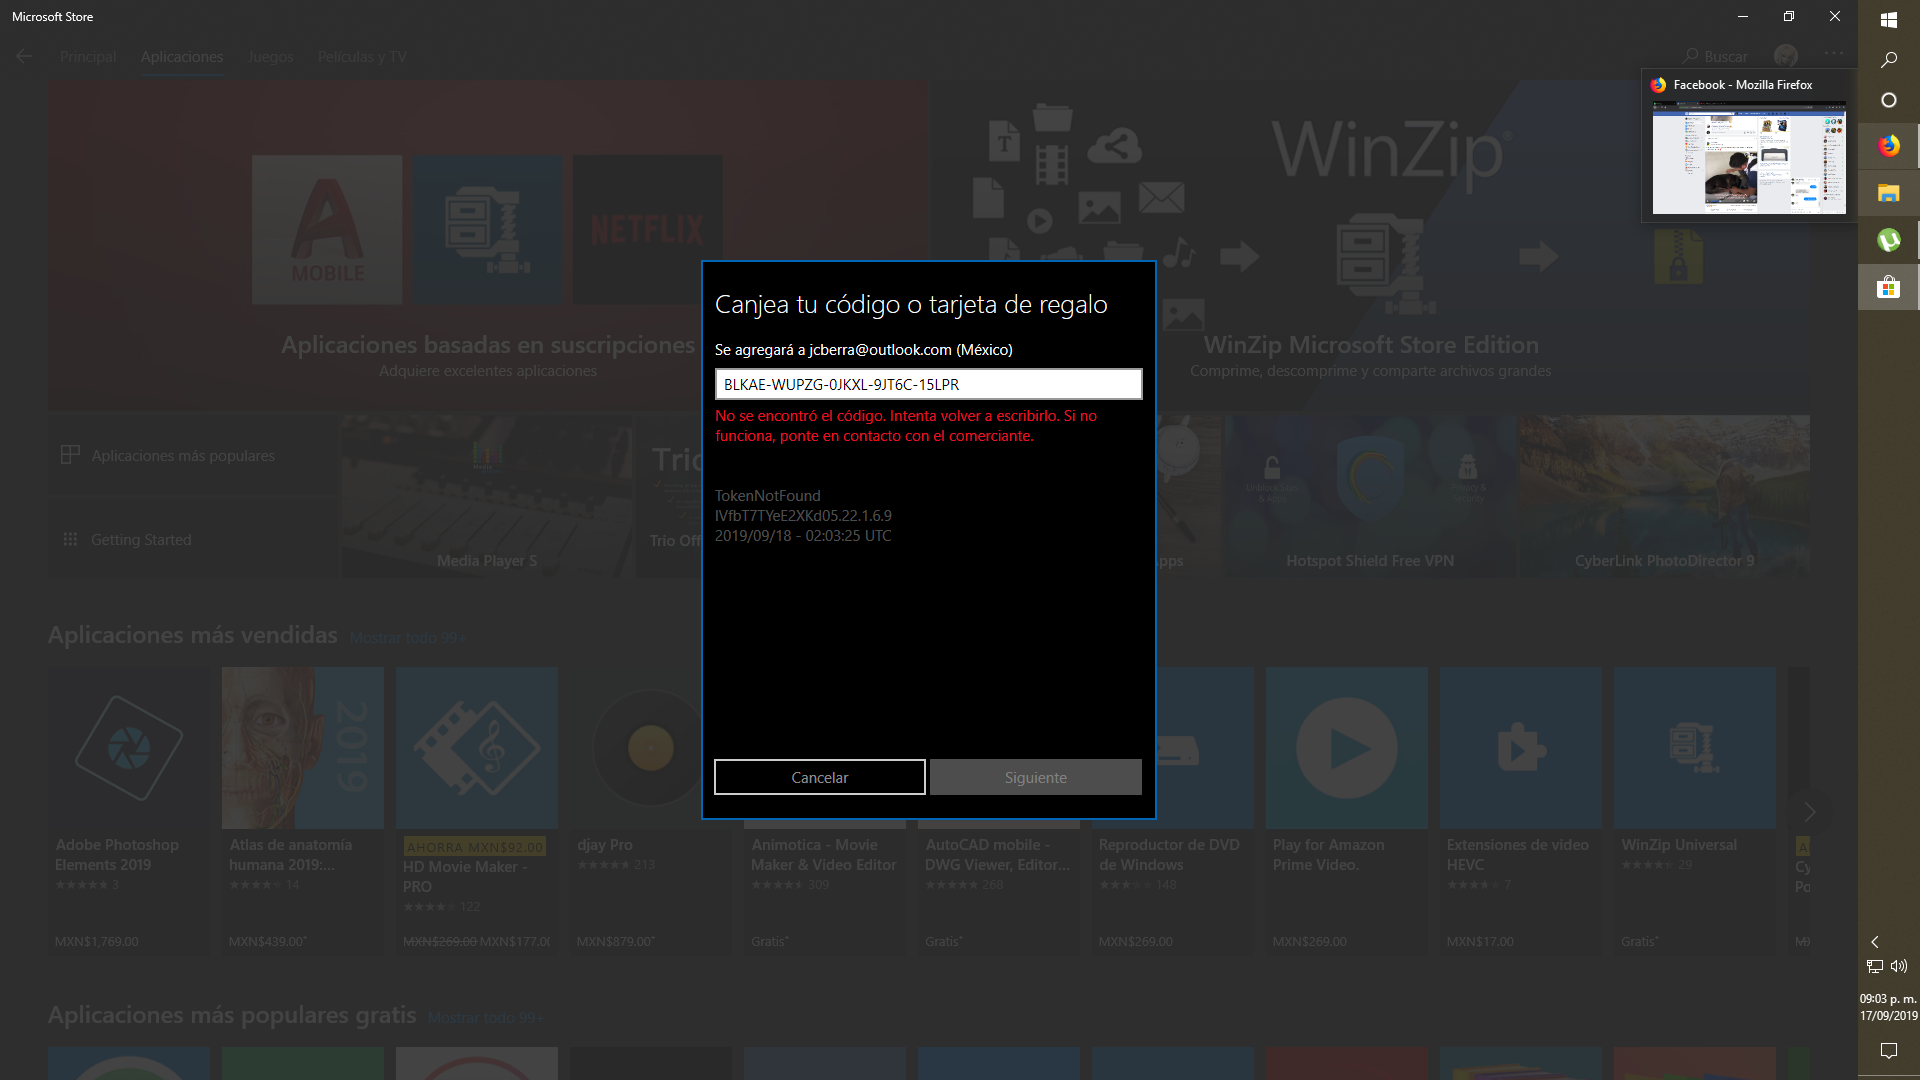 Microsoft Store
Principal
Aplicaciones
Juegos
Películas y TV
Buscar
Facebook - Mozilla Firefox
A
MOBILE
NETFLIX
Aplicaciones basadas en suscripciones
Adquiere excelentes aplicaciones
T
WinZip®
WinZip Microsoft Store Edition
Comprime, descomprime y comparte archivos grandes
Canjea tu código o tarjeta de regalo
Se agregará a jcberra@outlook.com (México)
BLKAE-WUPZG-0JKXL-9JT6C-15LPR
No se encontró el código. Intenta volver a escribirlo. Si no
funciona, ponte en contacto con el comerciante.
TokenNotFound
IVfbT7TYeE2XKd05.22.1.6.9
2019/09/18 - 02:03:25 UTC
Cancelar
Siguiente
Aplicaciones más populares
Getting Started
Media Player S
Trio
Trio Off
pps
Hotspot Shield Free VPN
CyberLink PhotoDirector 9
Aplicaciones más vendidas
Mostrar todo 99+
2019
Adobe Photoshop
Elements 2019
3
MXN$1,769.00
Atlas de anatomía
humana 2019:...
14
MXN$439.00*
AHORRA MXN$92.00
HD Movie Maker -
PRO
122
MXN$269.00 MXN$177.00
djay Pro
213
MXN$879.00*
Animotica - Movie
Maker & Video Editor
309
Gratis*
AutoCAD mobile -
DWG Viewer, Editor...
268
Gratis*
Reproductor de DVD
de Windows
148
MXN$269.00
Play for Amazon
Prime Video.
MXN$269.00
Extensiones de video
HEVC
7
MXN$17.00
WinZip Universal
29
Gratis*
A
Cy
Po
Aplicaciones más populares gratis
Mostrar todo 99+
09:03 p. m.
17/09/2019